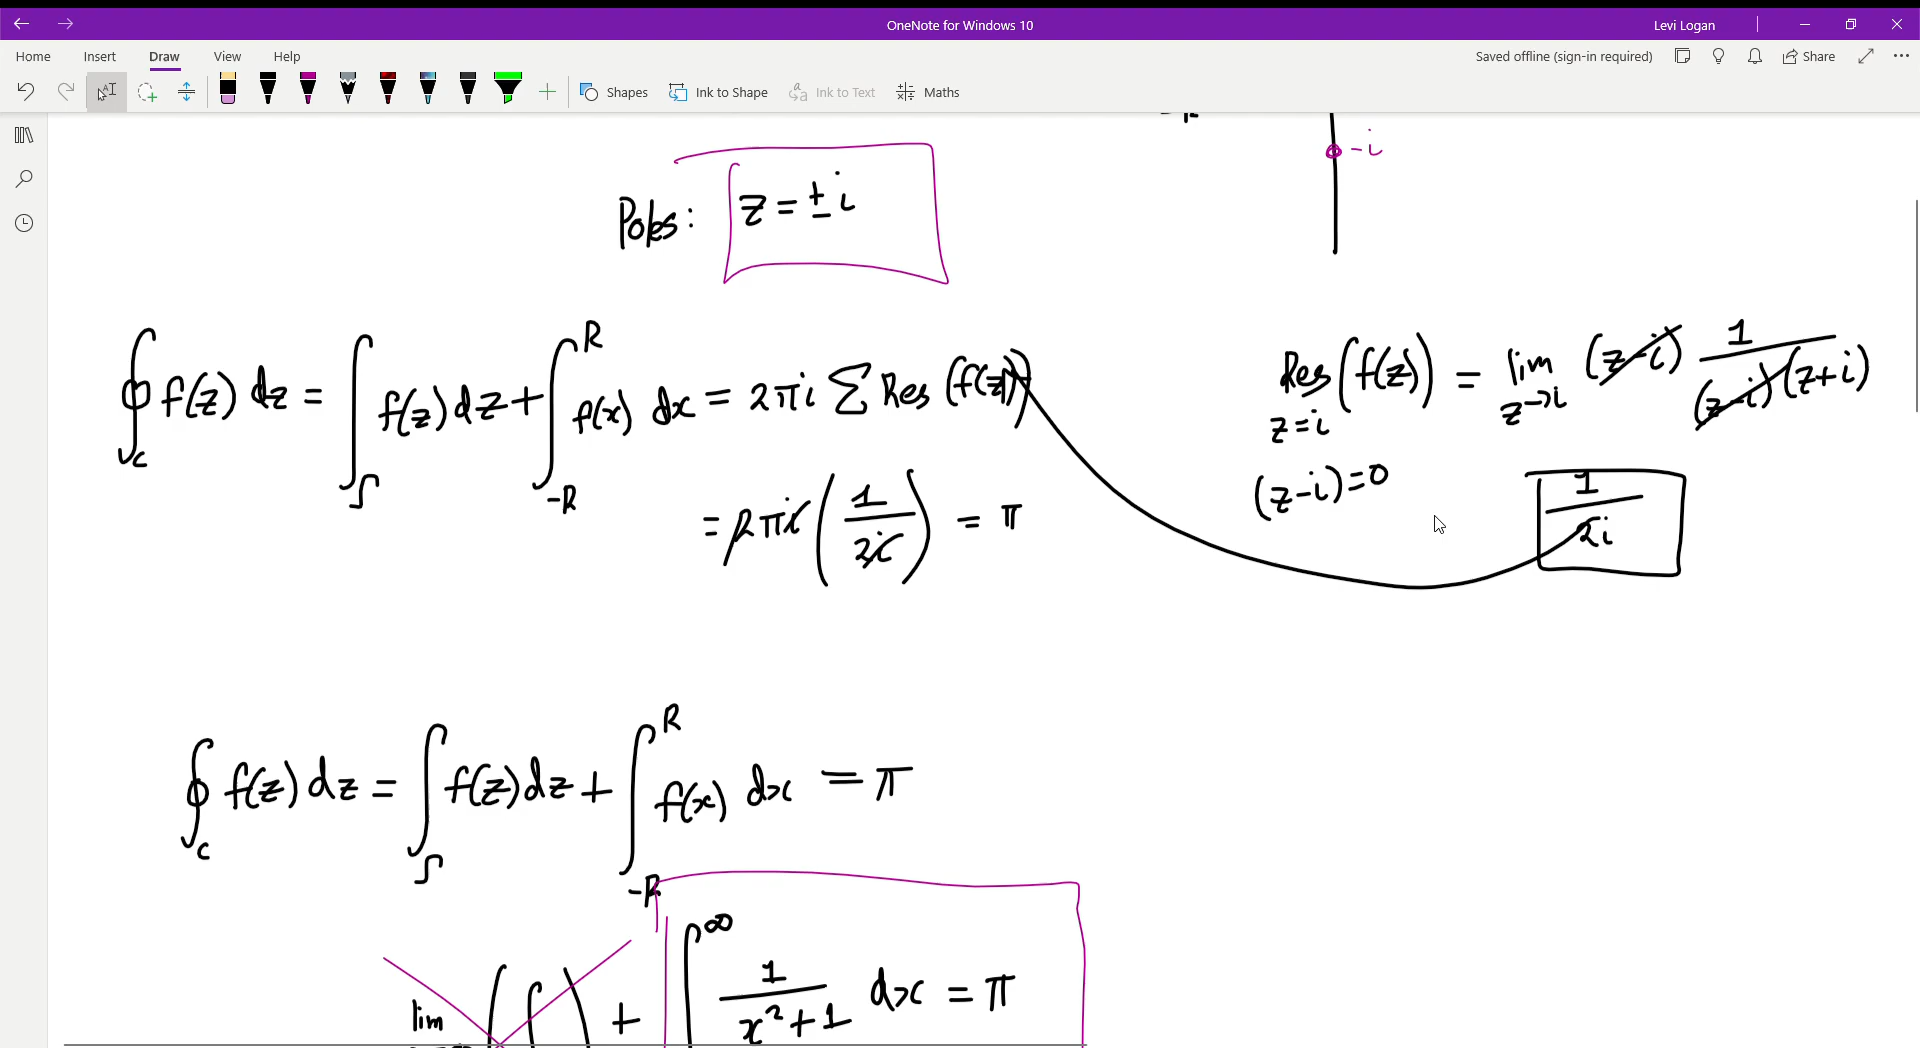 OneNote for Windows 10
Levi Logan
Home Insert Draw View Help
Saved offline (sign-in required)
Share
Shapes
Ink to Shape
Ink to Text
Maths
-i
Poles: z = ± i
∮_C f(z) dz = ∫_Γ f(z) dz + ∫_{-R}^{R} f(x) dx = 2πi ∑ Res (f(z))
Res_{z=i} (f(z)) = lim_{z→i} (z-i) 1/((z-i)(z+i))
(z-i)=0
= 2πi (1/2i) = π
1/2i
∮_C f(z) dz = ∫_Γ f(z) dz + ∫_{-R}^{R} f(x) dx = π
lim (∫ ) + ∫^∞ 1/(x²+1) dx = π